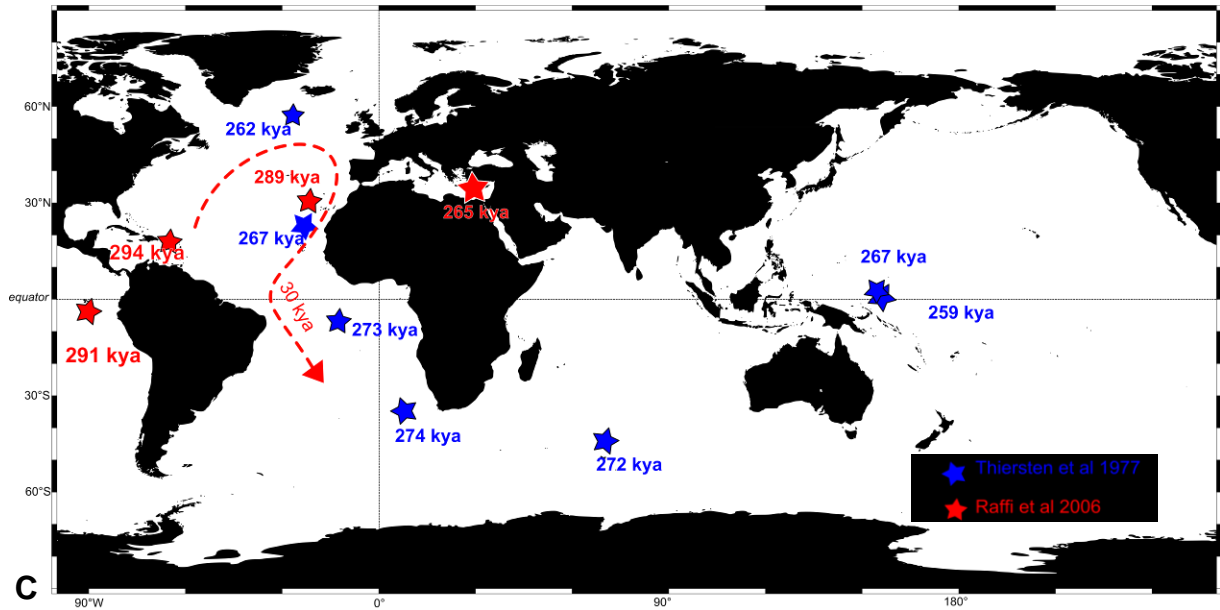 60°N
262 kya
289 kya
30°N
265 kya
267 kya
294 kya
267 kya
equator
30 kya
259 kya
273 kya
291 kya
30°S
274 kya
272 kya
Thiersten et al 1977
60°S
Raffi et al 2006
C
90°W
0°
90°
180°